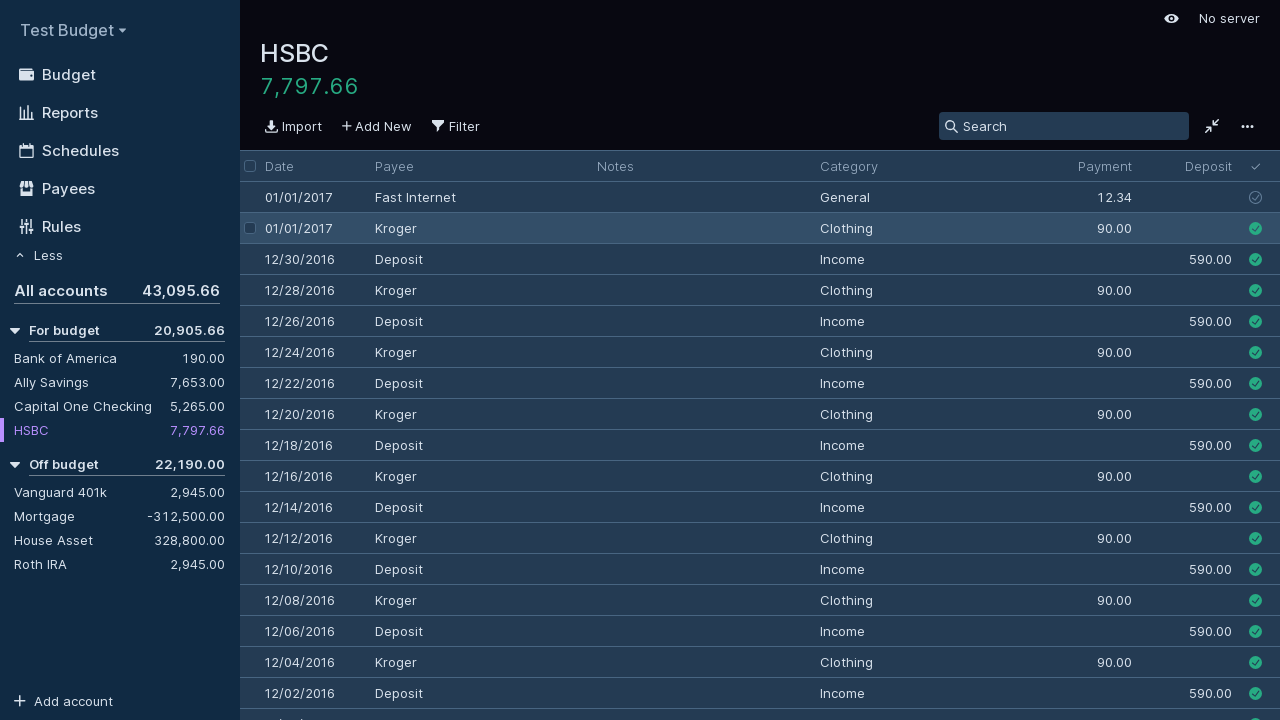 Test Budget
Budget
Reports
Schedules
Payees
Rules
Less
All accounts 43,095.66
For budget 20,905.66
Bank of America 190.00
Ally Savings 7,653.00
Capital One Checking 5,265.00
HSBC 7,797.66
Off budget 22,190.00
Vanguard 401k 2,945.00
Mortgage -312,500.00
House Asset 328,800.00
Roth IRA 2,945.00
Add account
No server
HSBC
7,797.66
Import Add New Filter Search
Date Payee Notes Category Payment Deposit
01/01/2017 Fast Internet General 12.34
01/01/2017 Kroger Clothing 90.00
12/30/2016 Deposit Income 590.00
12/28/2016 Kroger Clothing 90.00
12/26/2016 Deposit Income 590.00
12/24/2016 Kroger Clothing 90.00
12/22/2016 Deposit Income 590.00
12/20/2016 Kroger Clothing 90.00
12/18/2016 Deposit Income 590.00
12/16/2016 Kroger Clothing 90.00
12/14/2016 Deposit Income 590.00
12/12/2016 Kroger Clothing 90.00
12/10/2016 Deposit Income 590.00
12/08/2016 Kroger Clothing 90.00
12/06/2016 Deposit Income 590.00
12/04/2016 Kroger Clothing 90.00
12/02/2016 Deposit Income 590.00